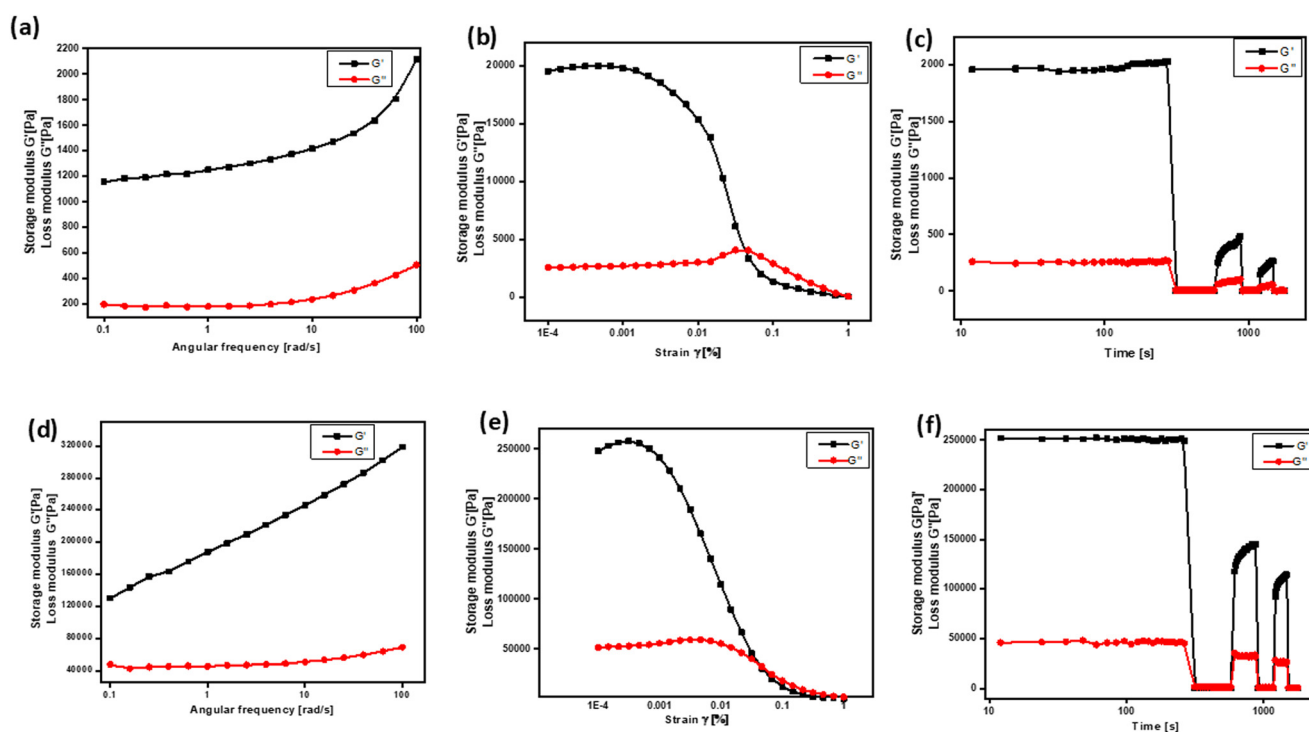 (a)
G'
G''
Storage modulus G'[Pa]
Loss modulus G''[Pa]
2200
2000
1800
1600
1400
1200
1000
800
600
400
200
0.1
1
10
100
Angular frequency [rad/s]
(b)
G'
G''
Storage modulus G'[Pa]
Loss modulus G''[Pa]
20000
15000
10000
5000
0
1E-4
0.001
0.01
0.1
1
Strain γ [%]
(c)
G'
G''
Storage modulus G'[Pa]
Loss modulus G''[Pa]
2000
1500
1000
500
0
10
100
1000
Time [s]
(d)
G'
G''
Storage modulus G'[Pa]
Loss modulus G''[Pa]
320000
280000
240000
200000
160000
120000
80000
40000
0.1
1
10
100
Angular frequency [rad/s]
(e)
G'
G''
Storage modulus G'[Pa]
Loss modulus G''[Pa]
250000
200000
150000
100000
50000
0
1E-4
0.001
0.01
0.1
1
Strain γ [%]
(f)
G'
G''
Storage modulus G[Pa]'
Loss modulus G''[Pa]
250000
200000
150000
100000
50000
0
10
100
1000
Time [s]